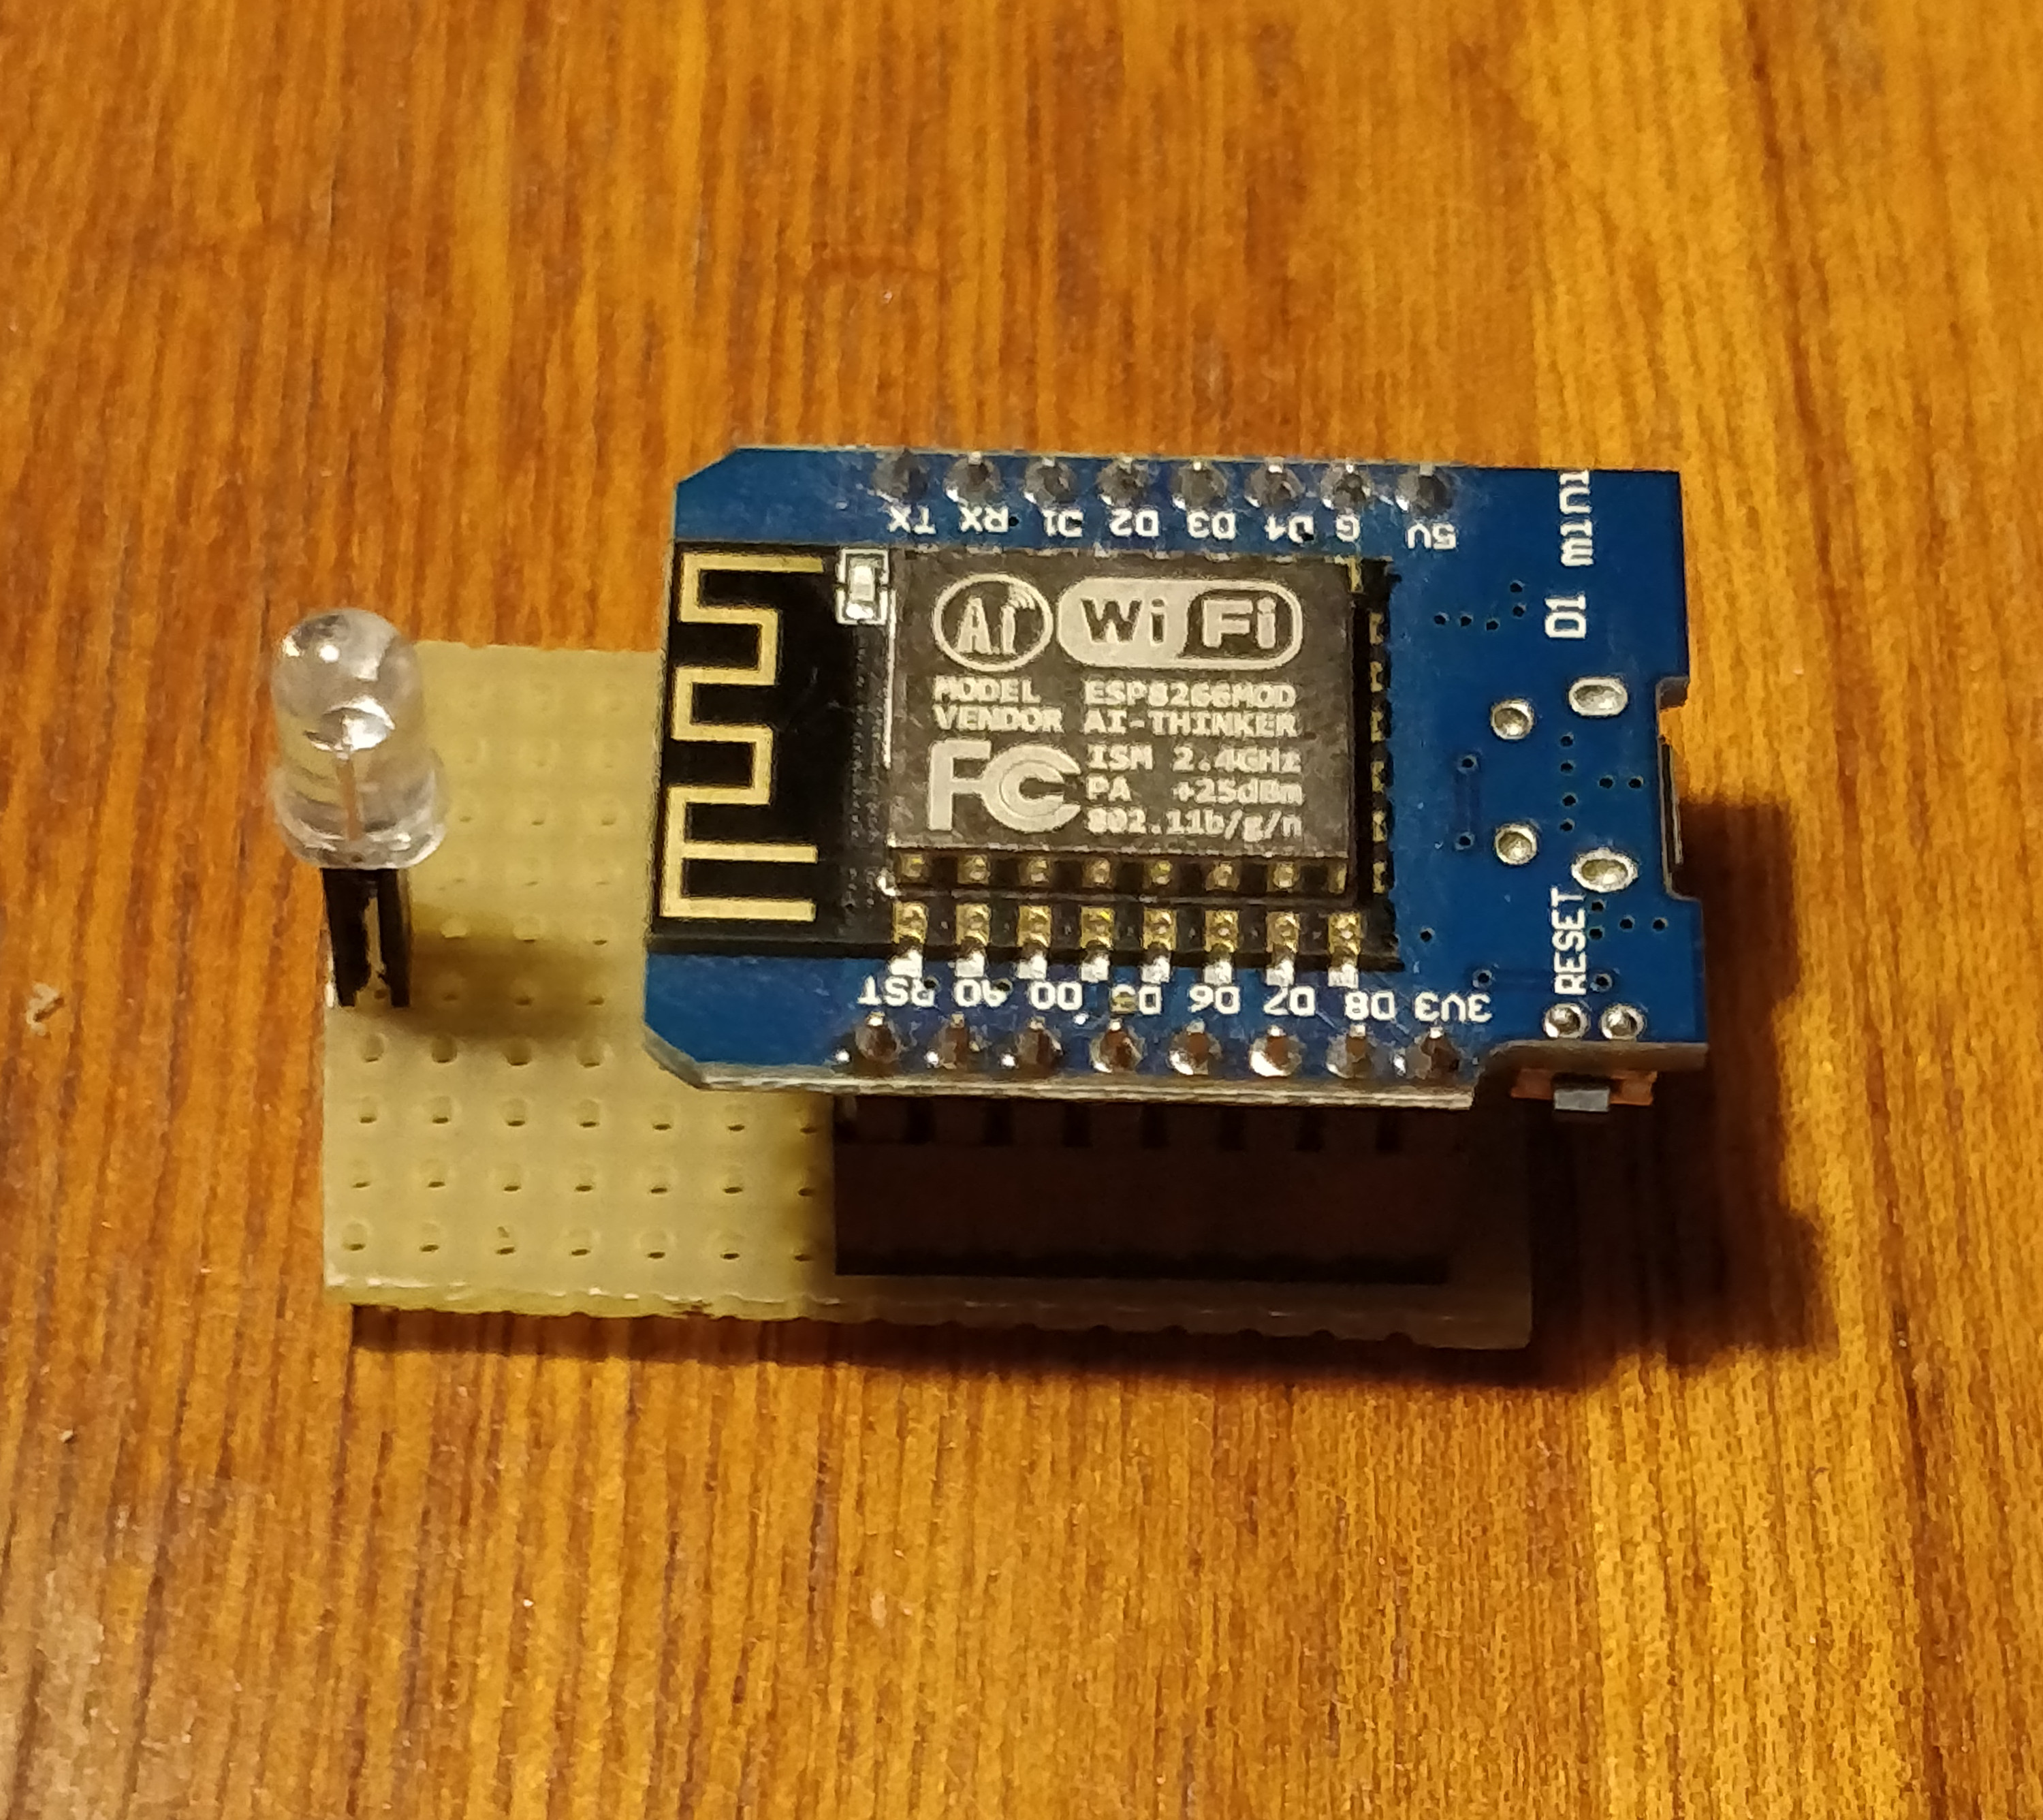 TX RX D1 D2 D3 D4 G 5V
D1 mini
Ai WiFi
MODEL ESP8266MOD
VENDOR AI-THINKER
FC ISM 2.4GHz
PA +25dBm
802.11b/g/n
RST A0 D0 D5 D6 D7 D8 3V3
RESET